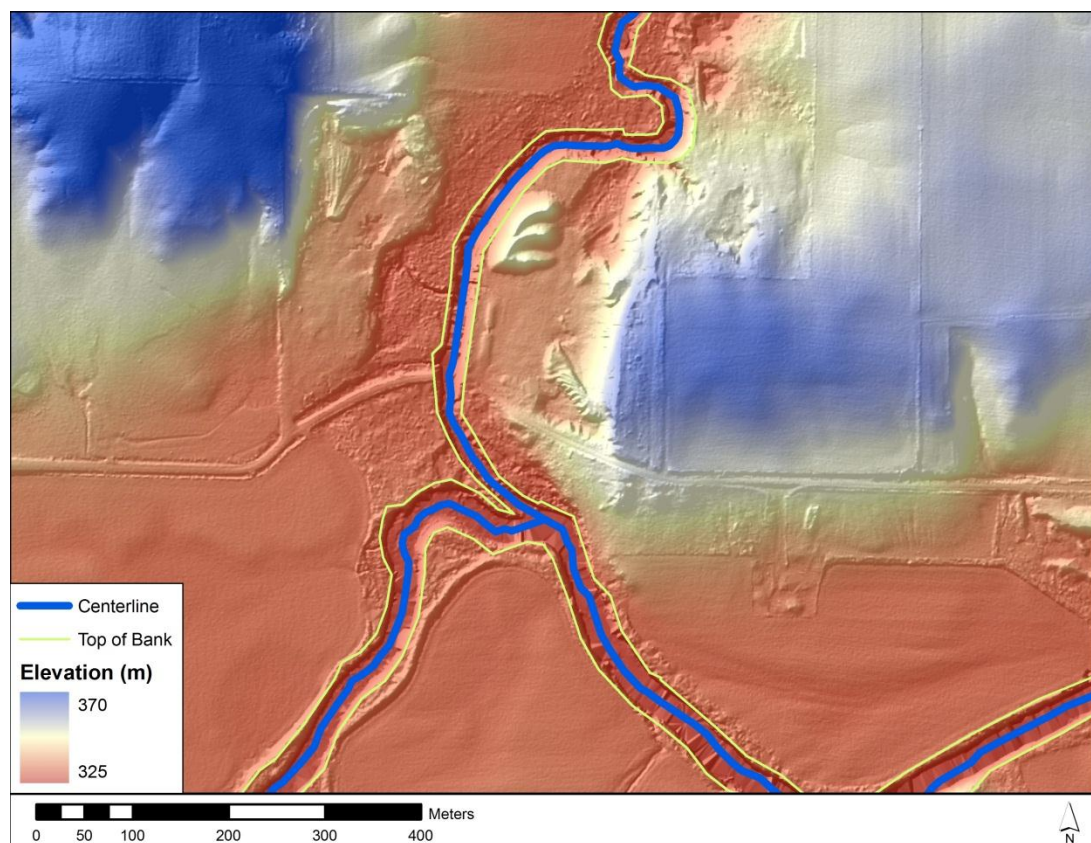 Centerline
Top of Bank
Elevation (m)
370
325
Meters
0 50 100 200 300 400
N